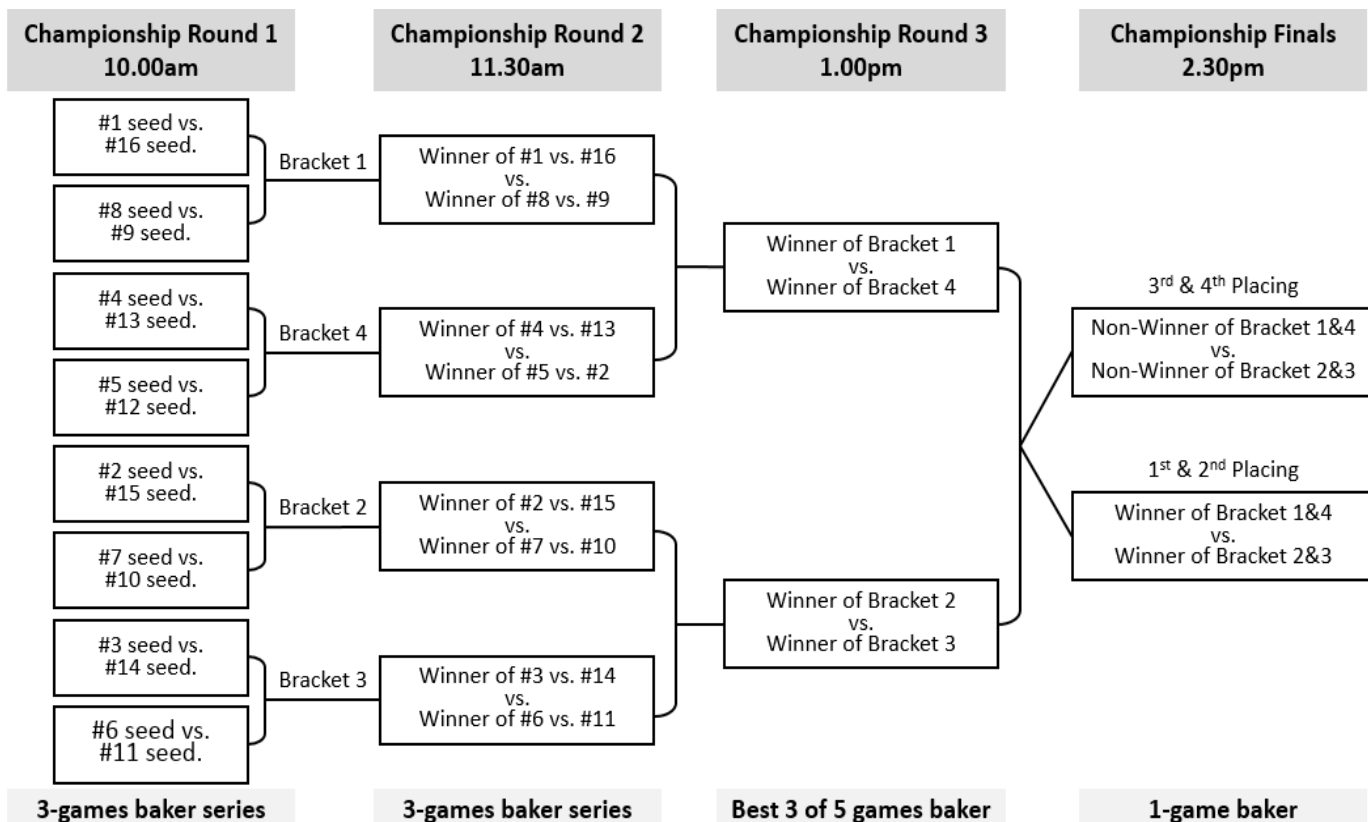 Championship Round 1
10.00am
Championship Round 2
11.30am
Championship Round 3
1.00pm
Championship Finals
2.30pm
#1 seed vs.
#16 seed.
#8 seed vs.
#9 seed.
#4 seed vs.
#13 seed.
#5 seed vs.
#12 seed.
#2 seed vs.
#15 seed.
#7 seed vs.
#10 seed.
#3 seed vs.
#14 seed.
#6 seed vs.
#11 seed.
Bracket 1
Bracket 4
Bracket 2
Bracket 3
Winner of #1 vs. #16
vs.
Winner of #8 vs. #9
Winner of #4 vs. #13
vs.
Winner of #5 vs. #2
Winner of #2 vs. #15
vs.
Winner of #7 vs. #10
Winner of #3 vs. #14
vs.
Winner of #6 vs. #11
Winner of Bracket 1
vs.
Winner of Bracket 4
Winner of Bracket 2
vs.
Winner of Bracket 3
3rd & 4th Placing
Non-Winner of Bracket 1&4
vs.
Non-Winner of Bracket 2&3
1st & 2nd Placing
Winner of Bracket 1&4
vs.
Winner of Bracket 2&3
3-games baker series
3-games baker series
Best 3 of 5 games baker
1-game baker